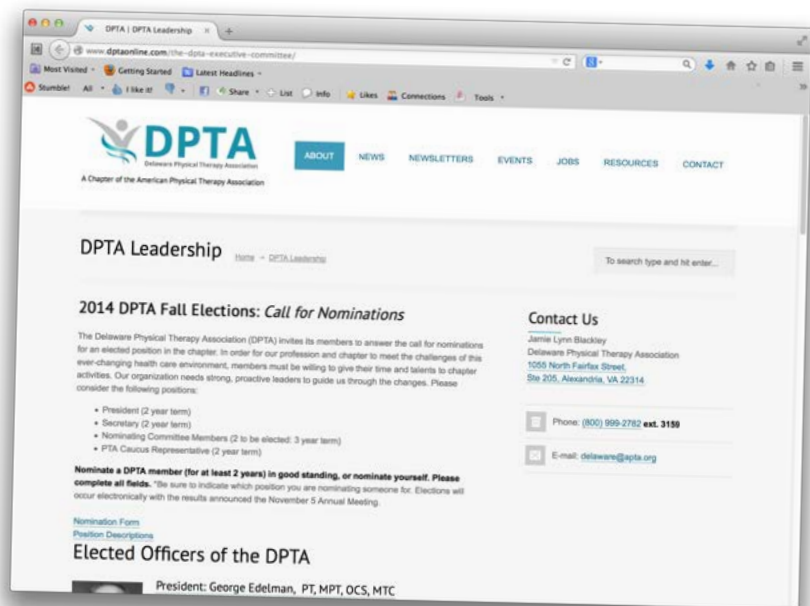 DPTA | DPTA Leadership
www.dptaonline.com/the-dpta-executive-committee/
Most Visited Getting Started Latest Headlines
Stumble! All I like it! Share List Info Likes Connections Tools
DPTA
Delaware Physical Therapy Association
A Chapter of the American Physical Therapy Association
ABOUT NEWS NEWSLETTERS EVENTS JOBS RESOURCES CONTACT
DPTA Leadership
Home → DPTA Leadership
To search type and hit enter...
2014 DPTA Fall Elections: Call for Nominations
The Delaware Physical Therapy Association (DPTA) invites its members to answer the call for nominations
for an elected position in the chapter. In order for our profession and chapter to meet the challenges of this
ever-changing health care environment, members must be willing to give their time and talents to chapter
activities. Our organization needs strong, proactive leaders to guide us through the changes. Please
consider the following positions:
• President (2 year term)
• Secretary (2 year term)
• Nominating Committee Members (2 to be elected: 3 year term)
• PTA Caucus Representative (2 year term)
Nominate a DPTA member (for at least 2 years) in good standing, or nominate yourself. Please
complete all fields. *Be sure to indicate which position you are nominating someone for. Elections will
occur electronically with the results announced the November 5 Annual Meeting.
Nomination Form
Position Descriptions
Elected Officers of the DPTA
President: George Edelman, PT, MPT, OCS, MTC
Contact Us
Jamie Lynn Blackley
Delaware Physical Therapy Association
1055 North Fairfax Street,
Ste 205, Alexandria, VA 22314
Phone: (800) 999-2782 ext. 3159
E-mail: delaware@apta.org